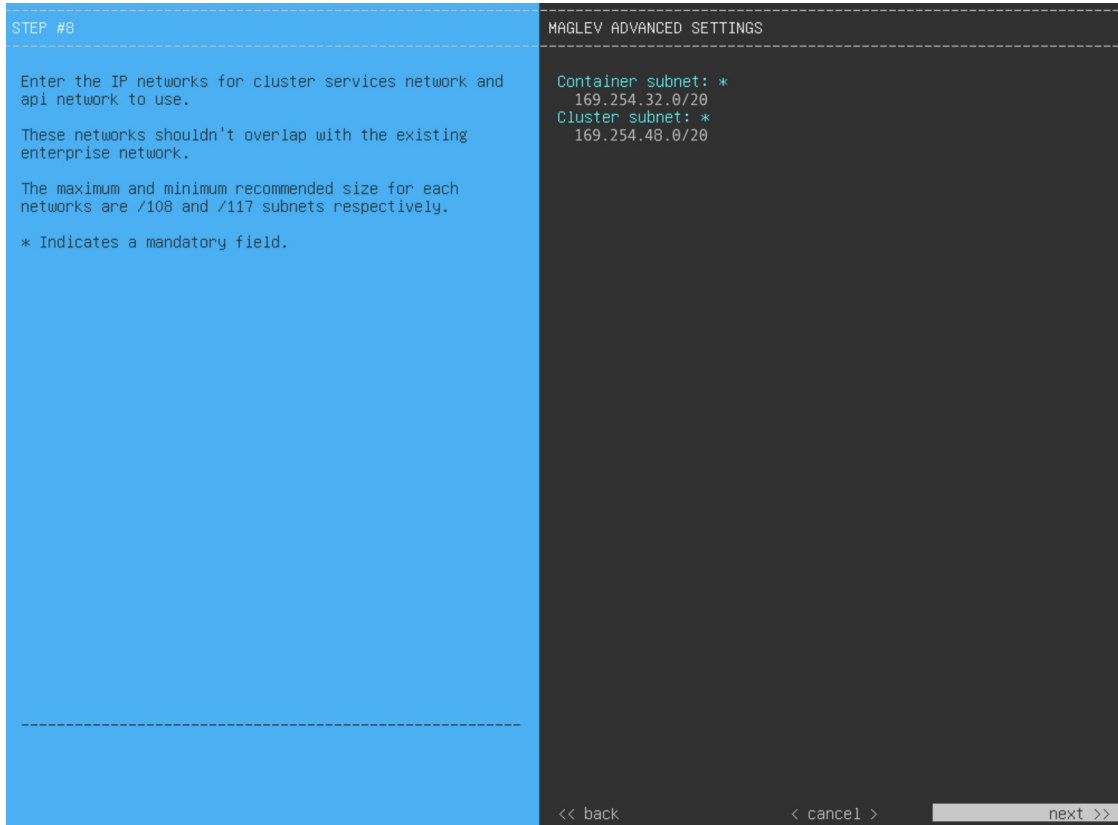 STEP #8
Enter the IP networks for cluster services network and
api network to use.
These networks shouldn't overlap with the existing
enterprise network.
The maximum and minimum recommended size for each
networks are /108 and /117 subnets respectively.
* Indicates a mandatory field.
MAGLEV ADVANCED SETTINGS
Container subnet: *
169.254.32.0/20
Cluster subnet: *
169.254.48.0/20
<< back < cancel > next >>